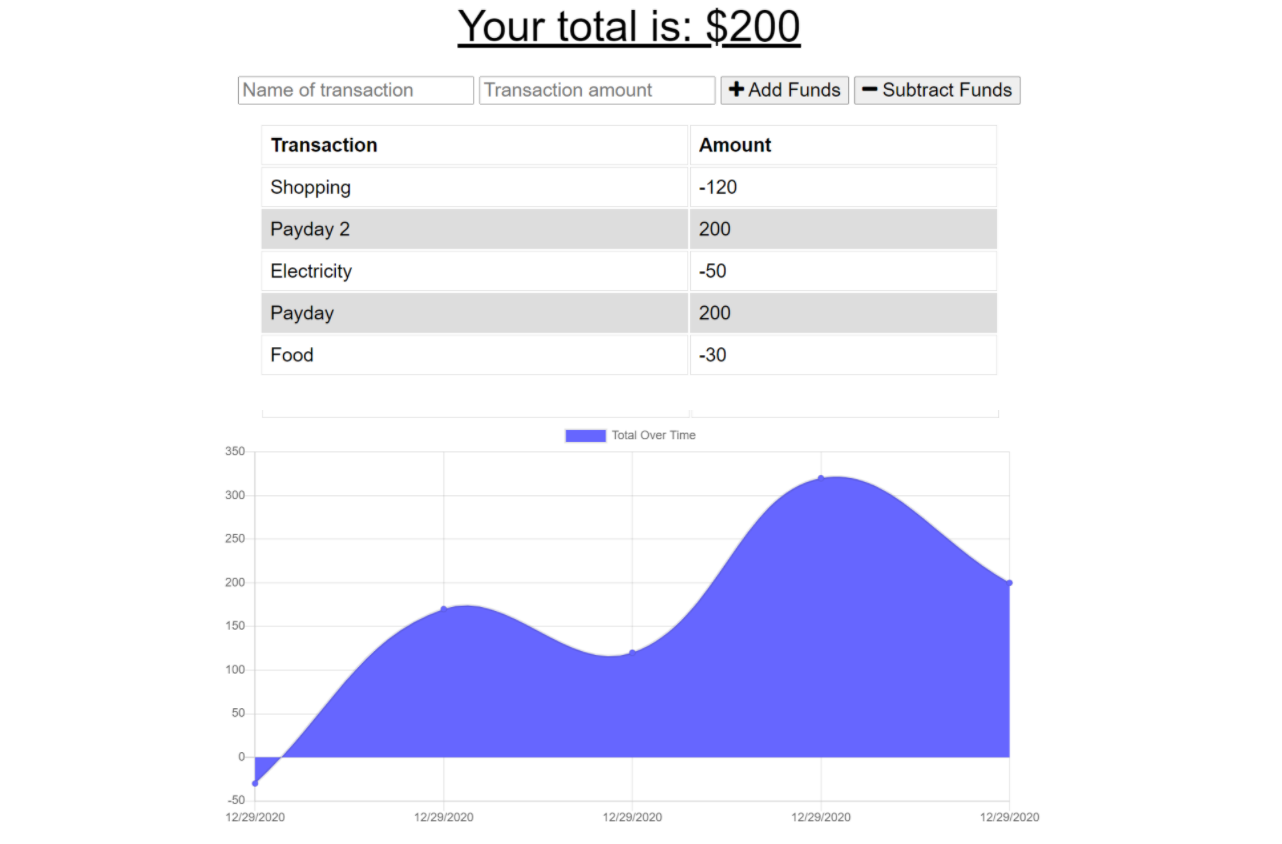 Your total is: $200
Name of transaction Transaction amount Add Funds Subtract Funds
Transaction Amount
Shopping -120
Payday 2 200
Electricity -50
Payday 200
Food -30
Total Over Time
350
300
250
200
150
100
50
0
-50
12/29/2020 12/29/2020 12/29/2020 12/29/2020 12/29/2020